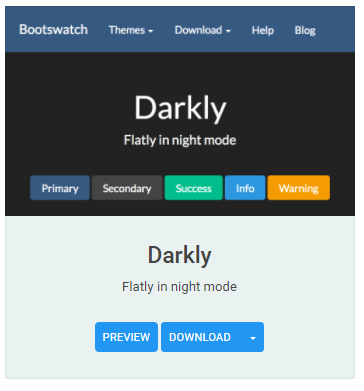 Bootswatch Themes Download Help Blog
Darkly
Flatly in night mode
Primary Secondary Success Info Warning
Darkly
Flatly in night mode
PREVIEW DOWNLOAD